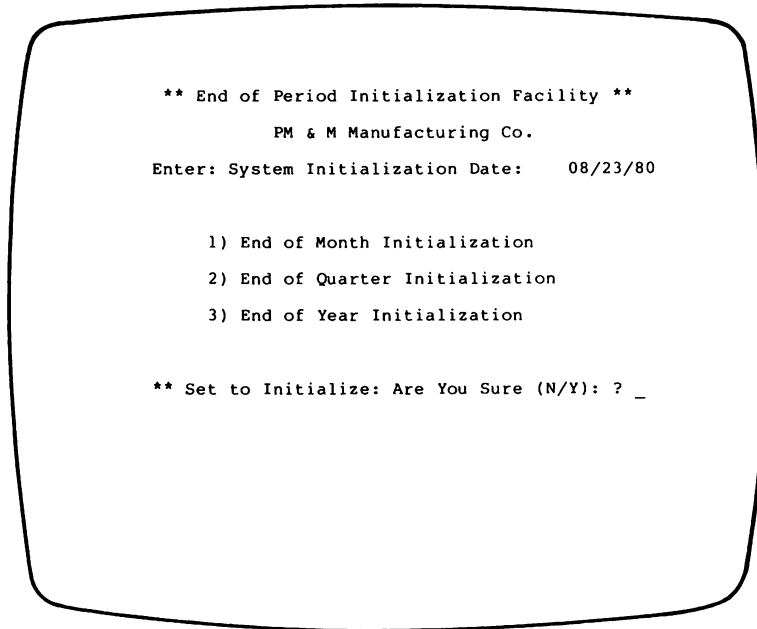 ** End of Period Initialization Facility **
PM & M Manufacturing Co.
Enter: System Initialization Date: 08/23/80
1) End of Month Initialization
2) End of Quarter Initialization
3) End of Year Initialization
** Set to Initialize: Are You Sure (N/Y): ? _